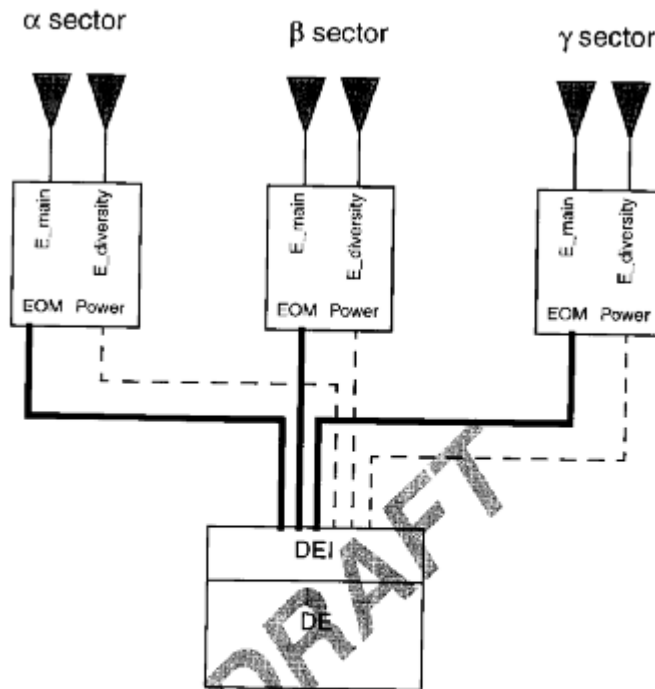 α sector
β sector
γ sector
E_main
E_diversity
EOM Power
E_main
E_diversity
EOM Power
E_main
E_diversity
EOM Power
DEI
DE
DRAFT